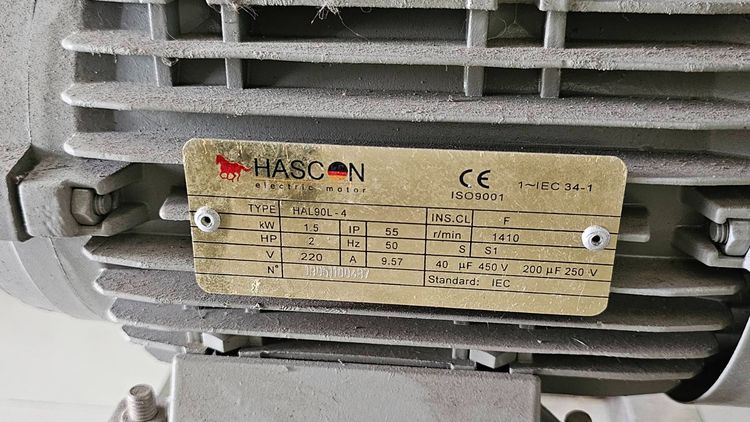 HASCON
electric motor
CE
ISO9001
1~IEC 34-1
TYPE HAL90L-4 INS.CL F
kW 1.5 IP 55 r/min 1410
HP 2 Hz 50 S S1
V 220 A 9.57 40 µF 450 V 200 µF 250 V
N° Standard: IEC